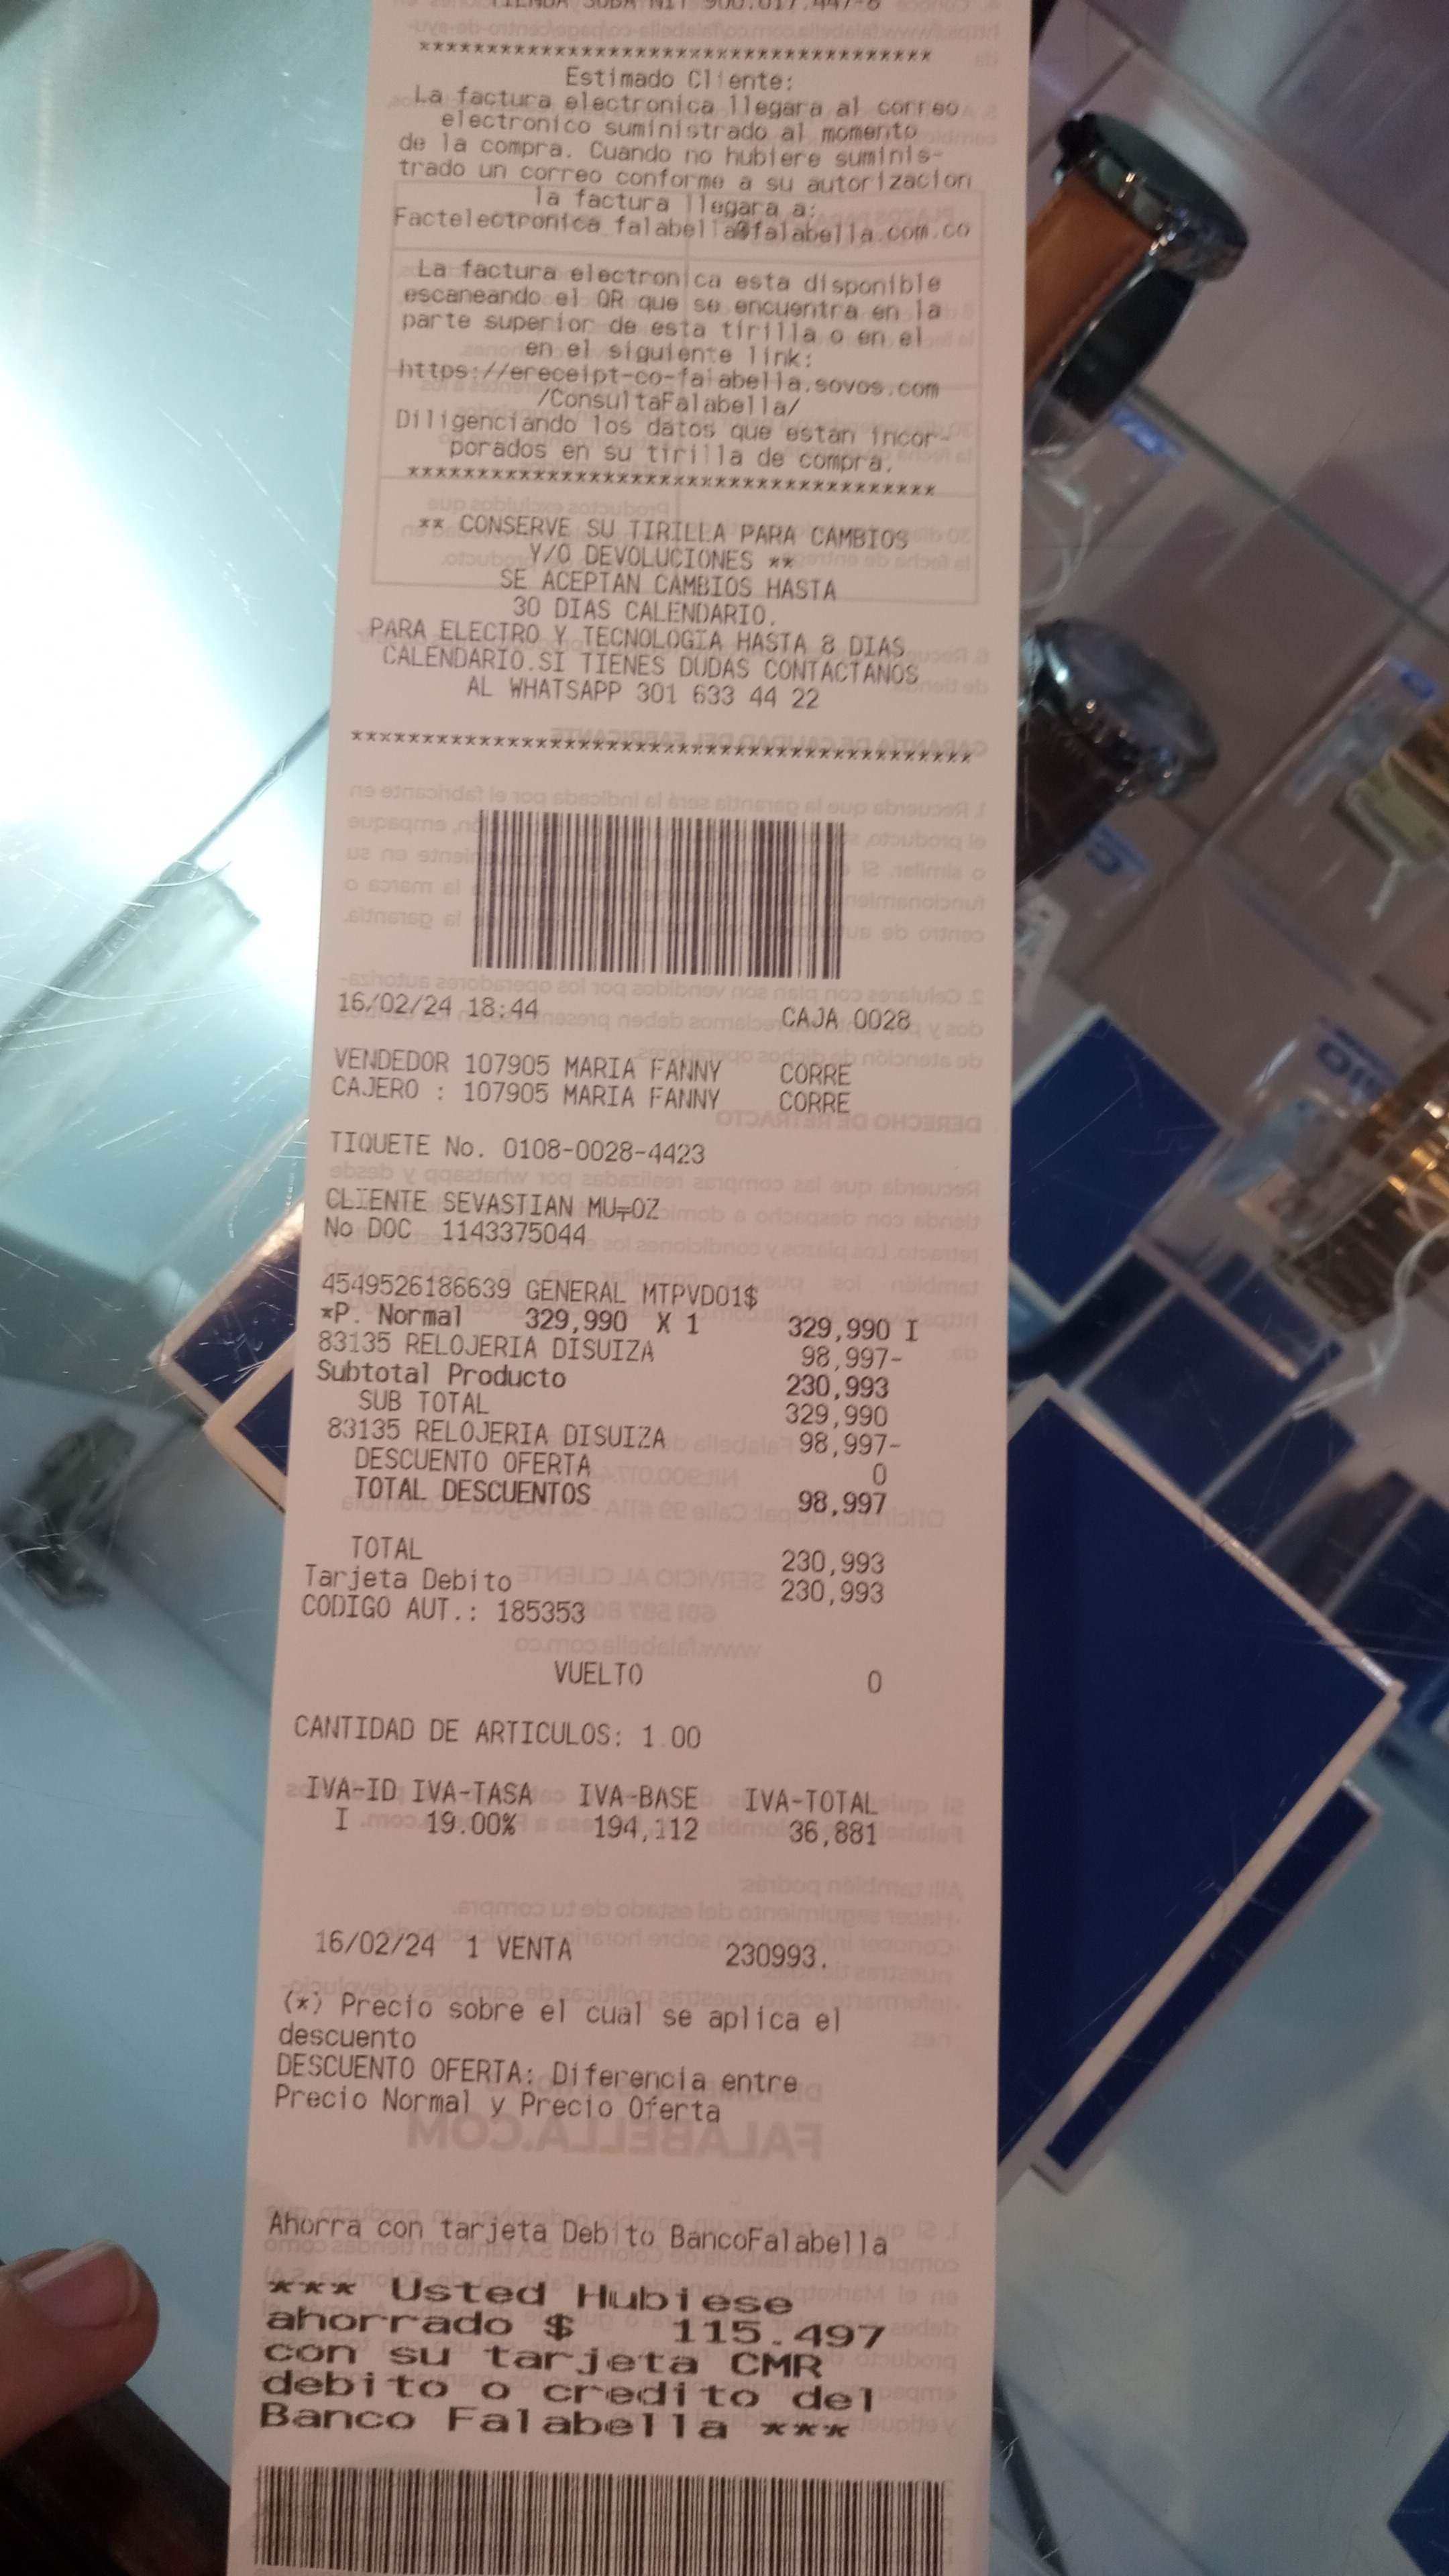 TIENDA SUBA NIT 900.017.447-8
************************************
Estimado Cliente:
La factura electronica llegara al correo
electronico suministrado al momento
de la compra. Cuando no hubiere suminis-
trado un correo conforme a su autorizacion
la factura llegara a:
Factelectronica_falabella@falabella.com.co
La factura electronica esta disponible
escaneando el QR que se encuentra en la
parte superior de esta tirilla o en el
en el siguiente link:
https://ereceipt-co-falabella.sovos.com
/ConsultaFalabella/
Diligenciando los datos que estan incor-
porados en su tirilla de compra.
************************************
** CONSERVE SU TIRILLA PARA CAMBIOS
Y/O DEVOLUCIONES **
SE ACEPTAN CAMBIOS HASTA
30 DIAS CALENDARIO.
PARA ELECTRO Y TECNOLOGIA HASTA 8 DIAS
CALENDARIO.SI TIENES DUDAS CONTACTANOS
AL WHATSAPP 301 633 44 22
********************************************
16/02/24 18:44 CAJA 0028
VENDEDOR 107905 MARIA FANNY CORRE
CAJERO : 107905 MARIA FANNY CORRE
TIQUETE No. 0108-0028-4423
CLIENTE SEVASTIAN MU╤OZ
No DOC 1143375044
4549526186639 GENERAL MTPVD01$
*P. Normal 329,990 X 1 329,990 I
83135 RELOJERIA DISUIZA 98,997-
Subtotal Producto 230,993
SUB TOTAL 329,990
83135 RELOJERIA DISUIZA 98,997-
DESCUENTO OFERTA 0
TOTAL DESCUENTOS 98,997
TOTAL 230,993
Tarjeta Debito 230,993
CODIGO AUT.: 185353
VUELTO 0
CANTIDAD DE ARTICULOS: 1.00
IVA-ID IVA-TASA IVA-BASE IVA-TOTAL
I 19.00% 194,112 36,881
16/02/24 1 VENTA 230993.
(*) Precio sobre el cual se aplica el
descuento
DESCUENTO OFERTA: Diferencia entre
Precio Normal y Precio Oferta
Ahorra con tarjeta Debito BancoFalabella
*** Usted Hubiese
ahorrado $ 115.497
con su tarjeta CMR
debito o credito del
Banco Falabella ***